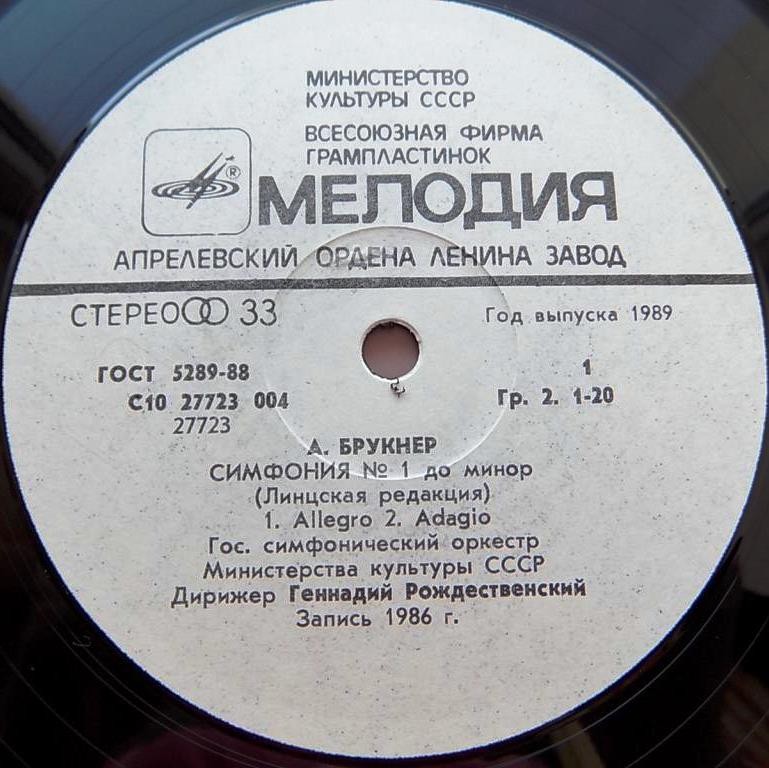 МИНИСТЕРСТВО
КУЛЬТУРЫ СССР
ВСЕСОЮЗНАЯ ФИРМА
ГРАМПЛАСТИНОК
® МЕЛОДИЯ
АПРЕЛЕВСКИЙ ОРДЕНА ЛЕНИНА ЗАВОД
СТЕРЕО 33
Год выпуска 1989
ГОСТ 5289-88
1
С10 27723 004
Гр. 2. 1-20
27723
А. БРУКНЕР
СИМФОНИЯ № 1 до минор
(Линцская редакция)
1. Allegro 2. Adagio
Гос. симфонический оркестр
Министерства культуры СССР
Дирижер Геннадий Рождественский
Запись 1986 г.